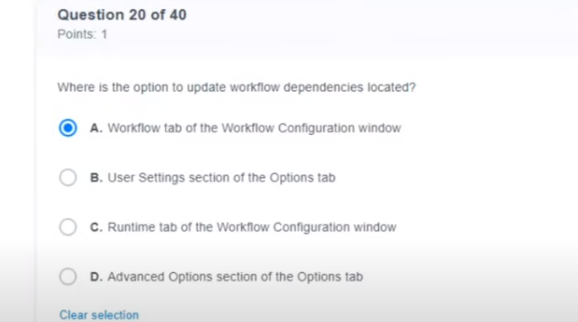 Question 20 of 40
Points: 1
Where is the option to update workflow dependencies located?
A. Workflow tab of the Workflow Configuration window
B. User Settings section of the Options tab
C. Runtime tab of the Workflow Configuration window
D. Advanced Options section of the Options tab
Clear selection